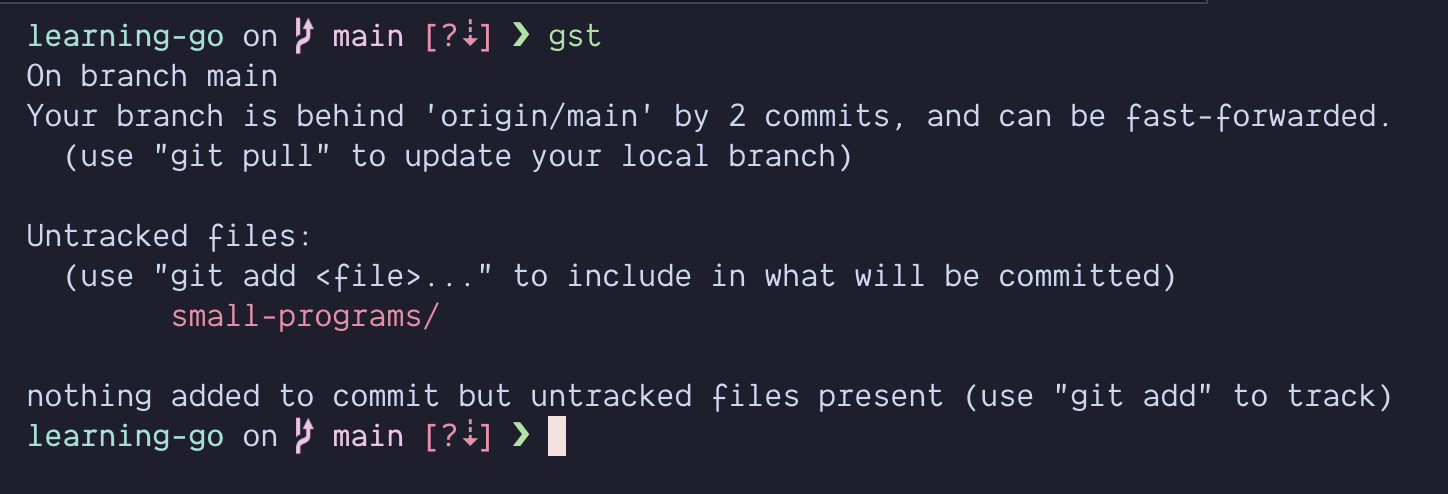 learning-go on main [?⇣] ❯ gst
On branch main
Your branch is behind 'origin/main' by 2 commits, and can be fast-forwarded.
  (use "git pull" to update your local branch)
Untracked files:
  (use "git add <file>..." to include in what will be committed)
        small-programs/
nothing added to commit but untracked files present (use "git add" to track)
learning-go on main [?⇣] ❯